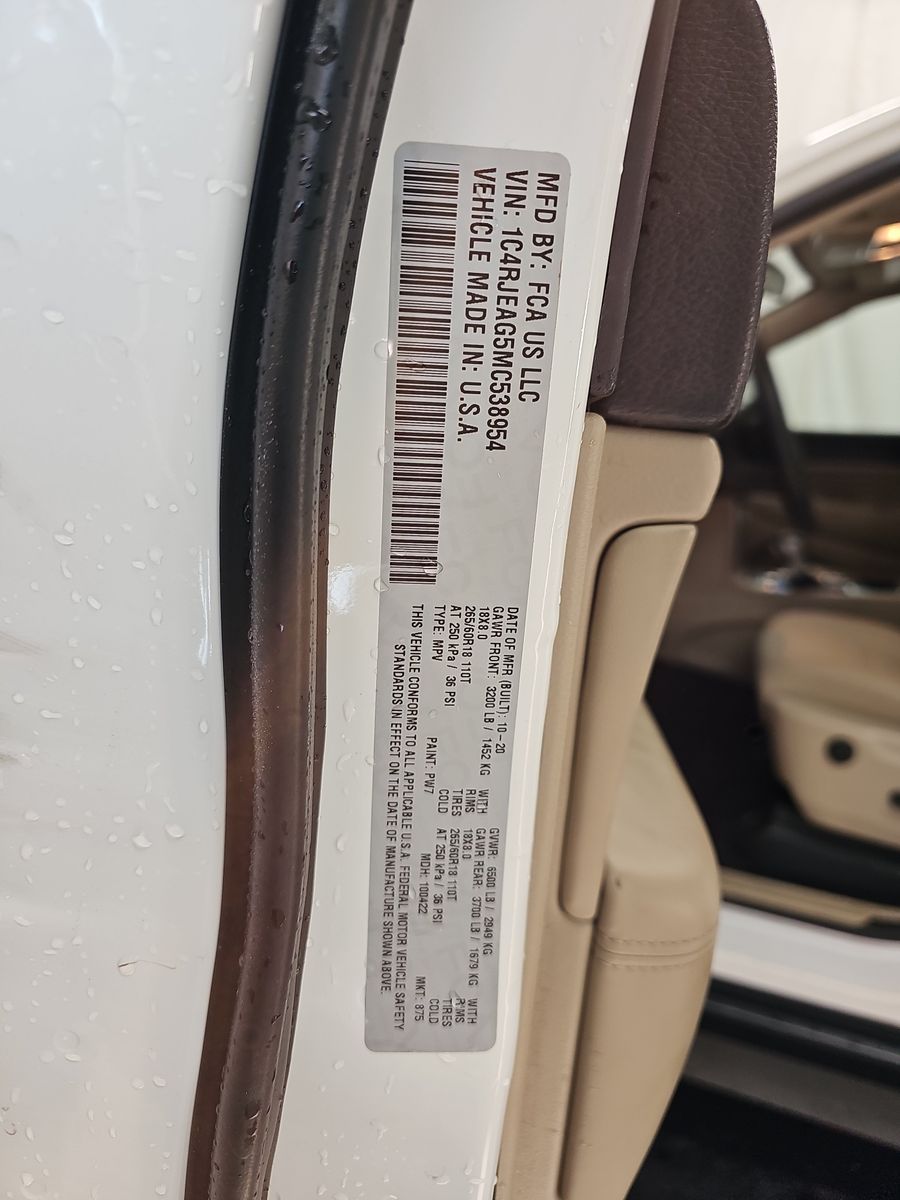 MFD BY: FCA US LLC
VIN: 1C4RJEAG5MC538954
VEHICLE MADE IN: U.S.A.
DATE OF MFR (BUILT): 10-20 GVWR: 6500 LB / 2949 KG
GAWR FRONT: 3200 LB / 1452 KG WITH GAWR REAR: 3700 LB / 1679 KG WITH
18X8.0 RIMS 18X8.0 RIMS
265/60R18 110T TIRES 265/60R18 110T TIRES
AT 250 kPa / 36 PSI COLD AT 250 kPa / 36 PSI COLD
TYPE: MPV PAINT: PW7 MDH: 100422 MKT: 875
THIS VEHICLE CONFORMS TO ALL APPLICABLE U.S.A. FEDERAL MOTOR VEHICLE SAFETY
STANDARDS IN EFFECT ON THE DATE OF MANUFACTURE SHOWN ABOVE.